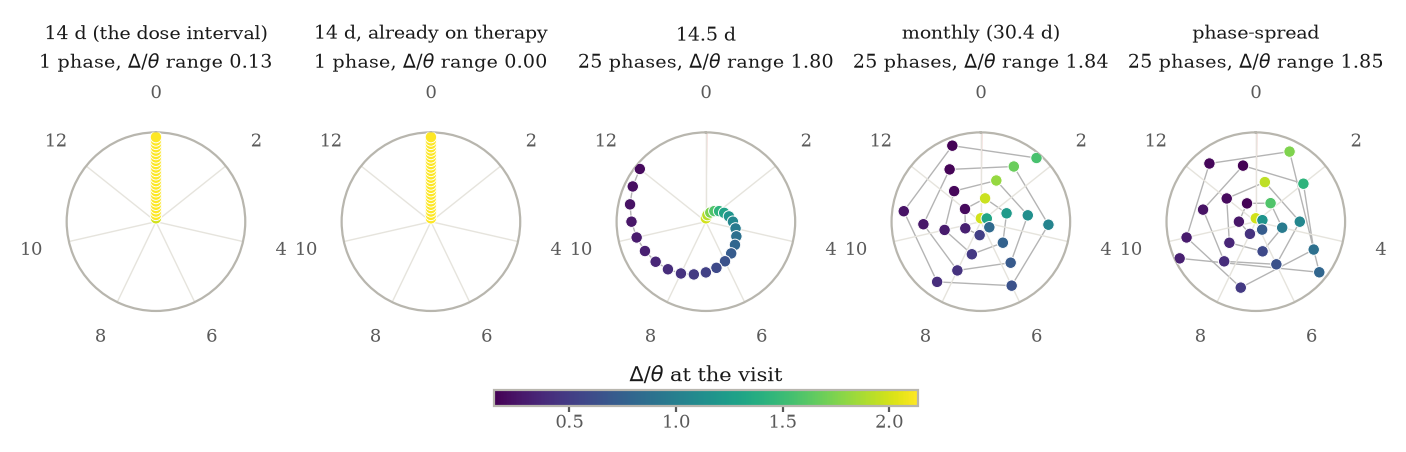 14 d (the dose interval)
1 phase, Δ/θ range 0.13
14 d, already on therapy
1 phase, Δ/θ range 0.00
14.5 d
25 phases, Δ/θ range 1.80
monthly (30.4 d)
25 phases, Δ/θ range 1.84
phase-spread
25 phases, Δ/θ range 1.85
0
2
4
6
8
10
12
0
2
4
6
8
10
12
0
2
4
6
8
10
12
0
2
4
6
8
10
12
0
2
4
6
8
10
12
Δ/θ at the visit
0.5 1.0 1.5 2.0